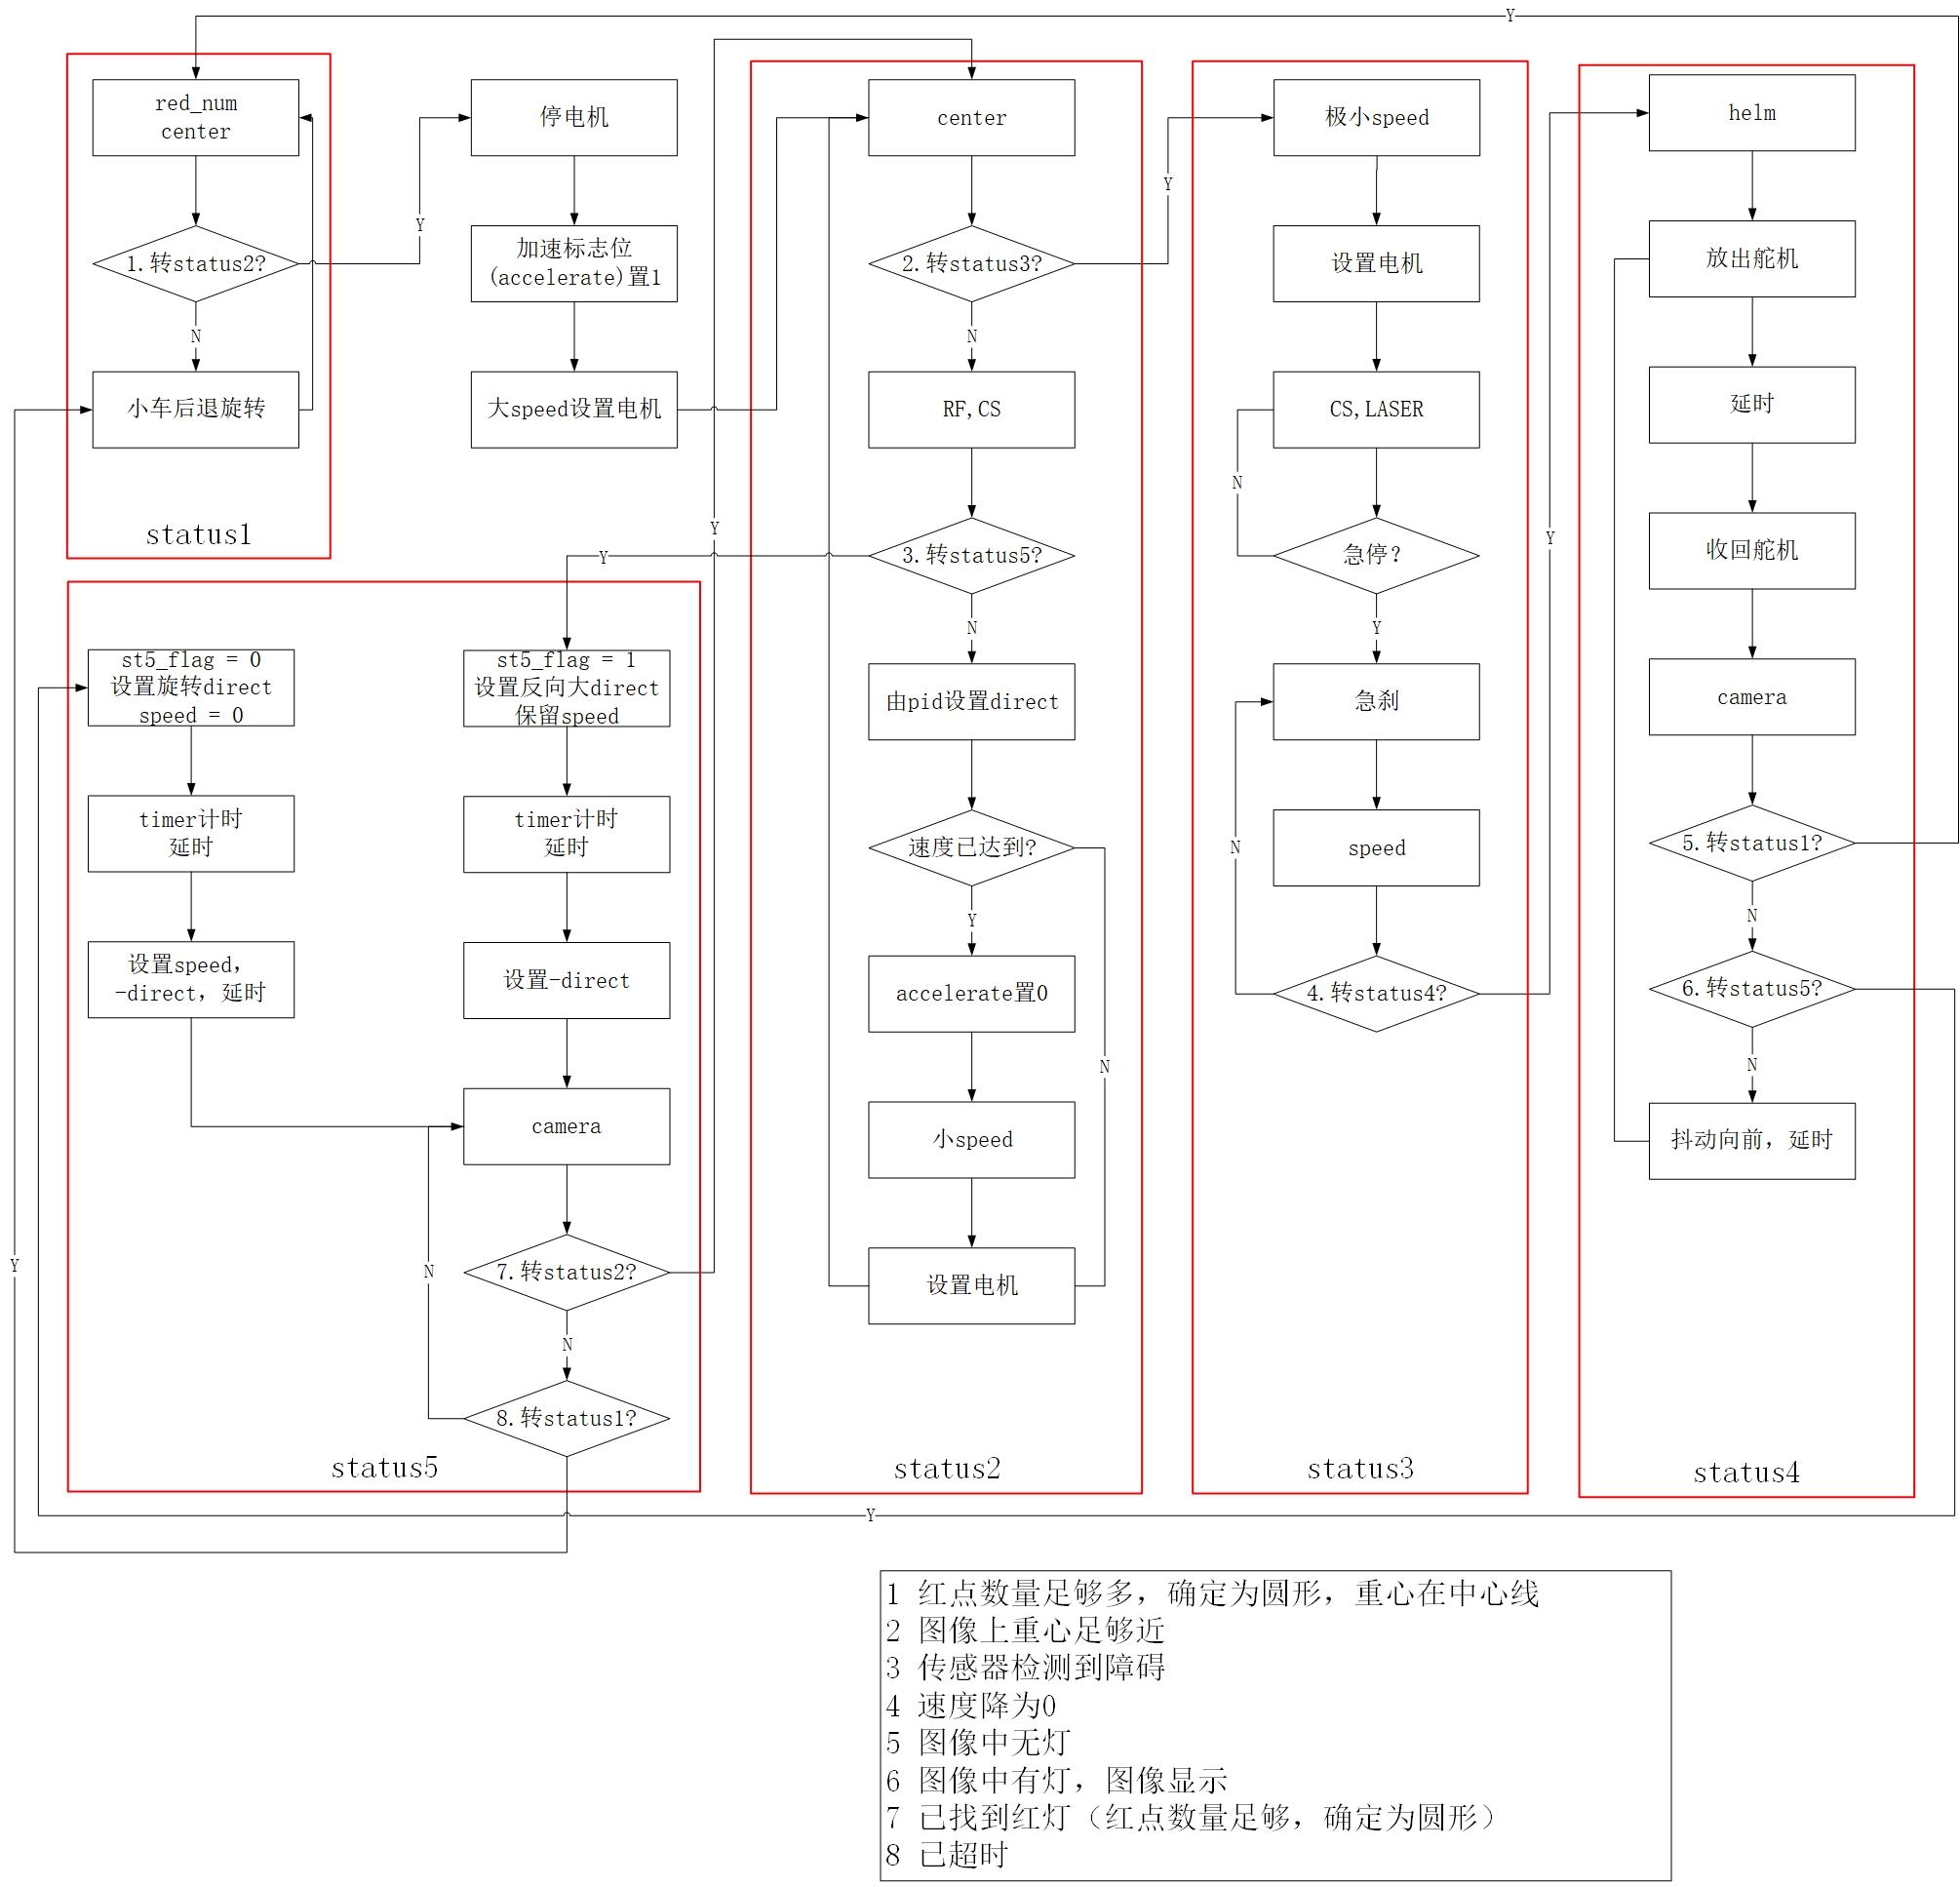 Y
red_num
center
1.转status2?
Y
N
小车后退旋转
status1
停电机
加速标志位
(accelerate)置1
大speed设置电机
Y
center
2.转status3?
Y
N
RF,CS
3.转status5?
Y
N
由pid设置direct
速度已达到?
Y
N
accelerate置0
小speed
设置电机
status2
极小speed
设置电机
CS,LASER
N
急停?
Y
急刹
N
speed
4.转status4?
Y
status3
helm
放出舵机
延时
收回舵机
camera
5.转status1?
N
6.转status5?
N
抖动向前，延时
status4
st5_flag = 0
设置旋转direct
speed = 0
timer计时
延时
设置speed，
-direct，延时
st5_flag = 1
设置反向大direct
保留speed
timer计时
延时
设置-direct
camera
Y
N
7.转status2?
N
8.转status1?
status5
Y
1 红点数量足够多，确定为圆形，重心在中心线
2 图像上重心足够近
3 传感器检测到障碍
4 速度降为0
5 图像中无灯
6 图像中有灯，图像显示
7 已找到红灯（红点数量足够，确定为圆形）
8 已超时